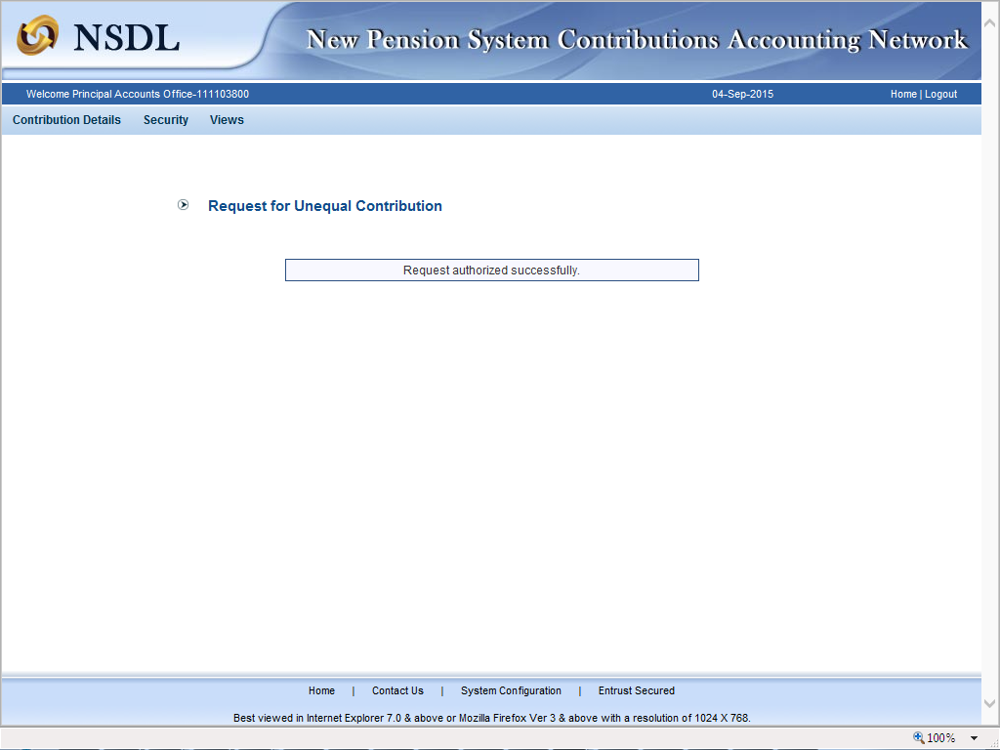 NSDL
New Pension System Contributions Accounting Network
Welcome Principal Accounts Office-111103800 04-Sep-2015 Home | Logout
Contribution Details Security Views
Request for Unequal Contribution
Request authorized successfully.
Home | Contact Us | System Configuration | Entrust Secured
Best viewed in Internet Explorer 7.0 & above or Mozilla Firefox Ver 3 & above with a resolution of 1024 X 768.
100%